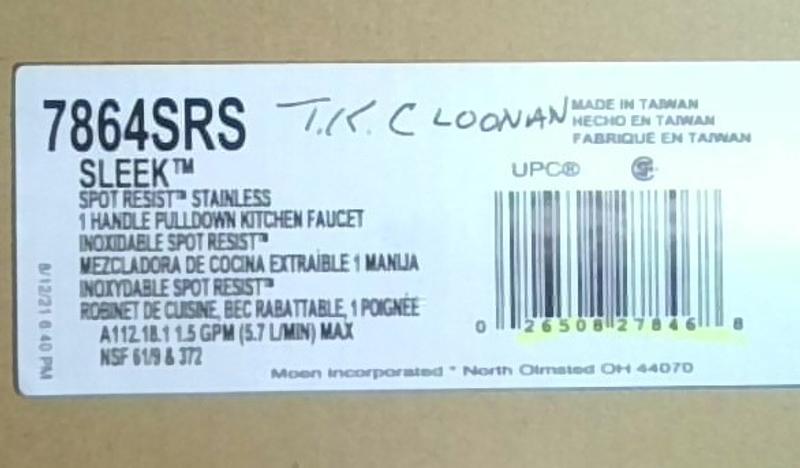 7864SRS
T.K. CLOONAN
SLEEK™
SPOT RESIST™ STAINLESS
1 HANDLE PULLDOWN KITCHEN FAUCET
INOXIDABLE SPOT RESIST™
MEZCLADORA DE COCINA EXTRAÍBLE 1 MANIJA
INOXYDABLE SPOT RESIST™
ROBINET DE CUISINE, BEC RABATTABLE, 1 POIGNÉE
A112.18.1 1.5 GPM (5.7 L/MIN) MAX
NSF 61/9 & 372
8/12/21 6:40 PM
MADE IN TAIWAN
HECHO EN TAIWAN
FABRIQUE EN TAIWAN
UPC®
0 26508 27846 8
Moen Incorporated * North Olmsted OH 44070